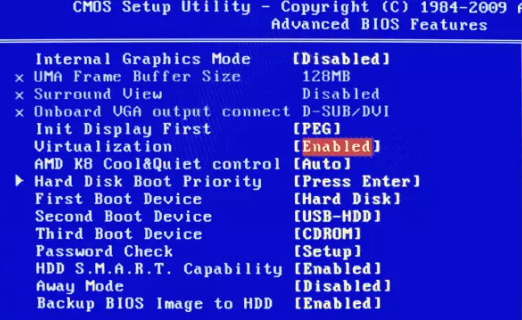 CMOS Setup Utility - Copyright (C) 1984-2009 A
Advanced BIOS Features
Internal Graphics Mode [Disabled]
x UMA Frame Buffer Size 128MB
x Surround View Disabled
x Onboard VGA output connect D-SUB/DVI
Init Display First [PEG]
Virtualization [Enabled]
AMD K8 Cool&Quiet control [Auto]
Hard Disk Boot Priority [Press Enter]
First Boot Device [Hard Disk]
Second Boot Device [USB-HDD]
Third Boot Device [CDROM]
Password Check [Setup]
HDD S.M.A.R.T. Capability [Enabled]
Away Mode [Disabled]
Backup BIOS Image to HDD [Enabled]